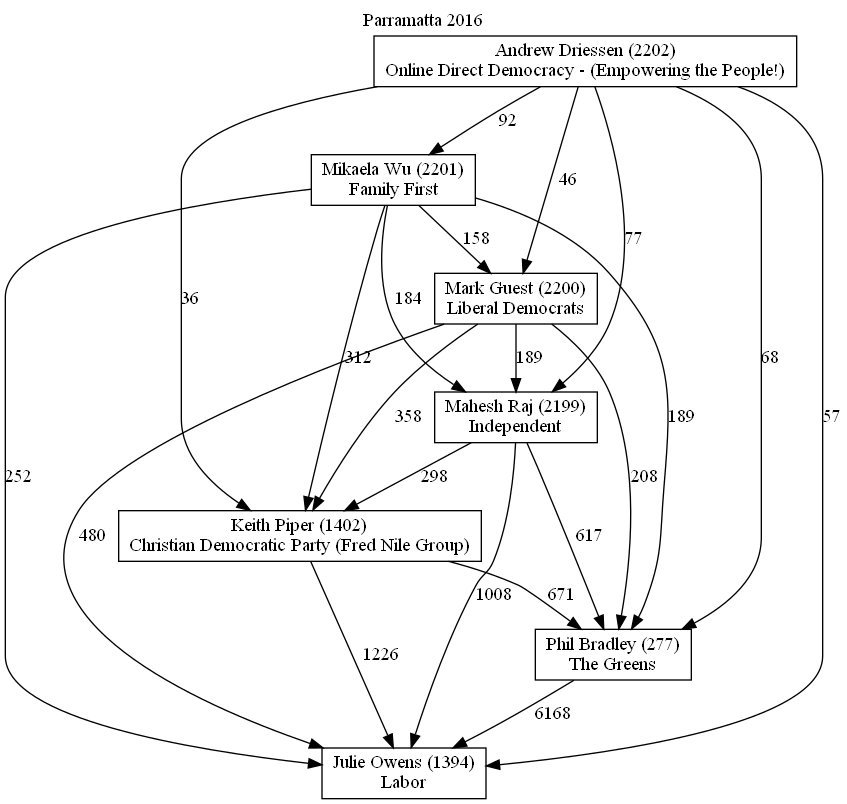 Parramatta 2016
Andrew Driessen (2202)
Online Direct Democracy - (Empowering the People!)
92
Mikaela Wu (2201)
Family First
46
158
77
36
184
Mark Guest (2200)
Liberal Democrats
312
189
68
358
Mahesh Raj (2199)
Independent
189
57
252
298
208
480
Keith Piper (1402)
Christian Democratic Party (Fred Nile Group)
617
1008
671
1226
Phil Bradley (277)
The Greens
6168
Julie Owens (1394)
Labor